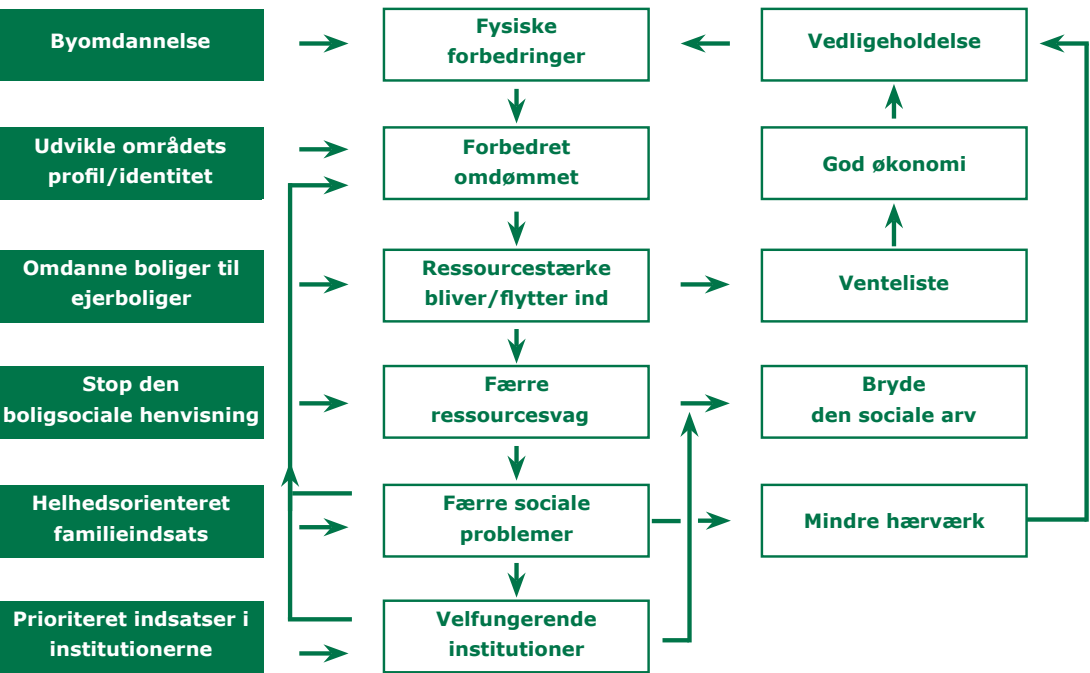 Byomdannelse
Fysiske
forbedringer
Vedligeholdelse
Udvikle områdets
profil/identitet
Forbedret
omdømmet
God økonomi
Omdanne boliger til
ejerboliger
Ressourcestærke
bliver/flytter ind
Venteliste
Stop den
boligsociale henvisning
Færre
ressourcesvag
Bryde
den sociale arv
Helhedsorienteret
familieindsats
Færre sociale
problemer
Mindre hærværk
Prioriteret indsatser i
institutionerne
Velfungerende
institutioner